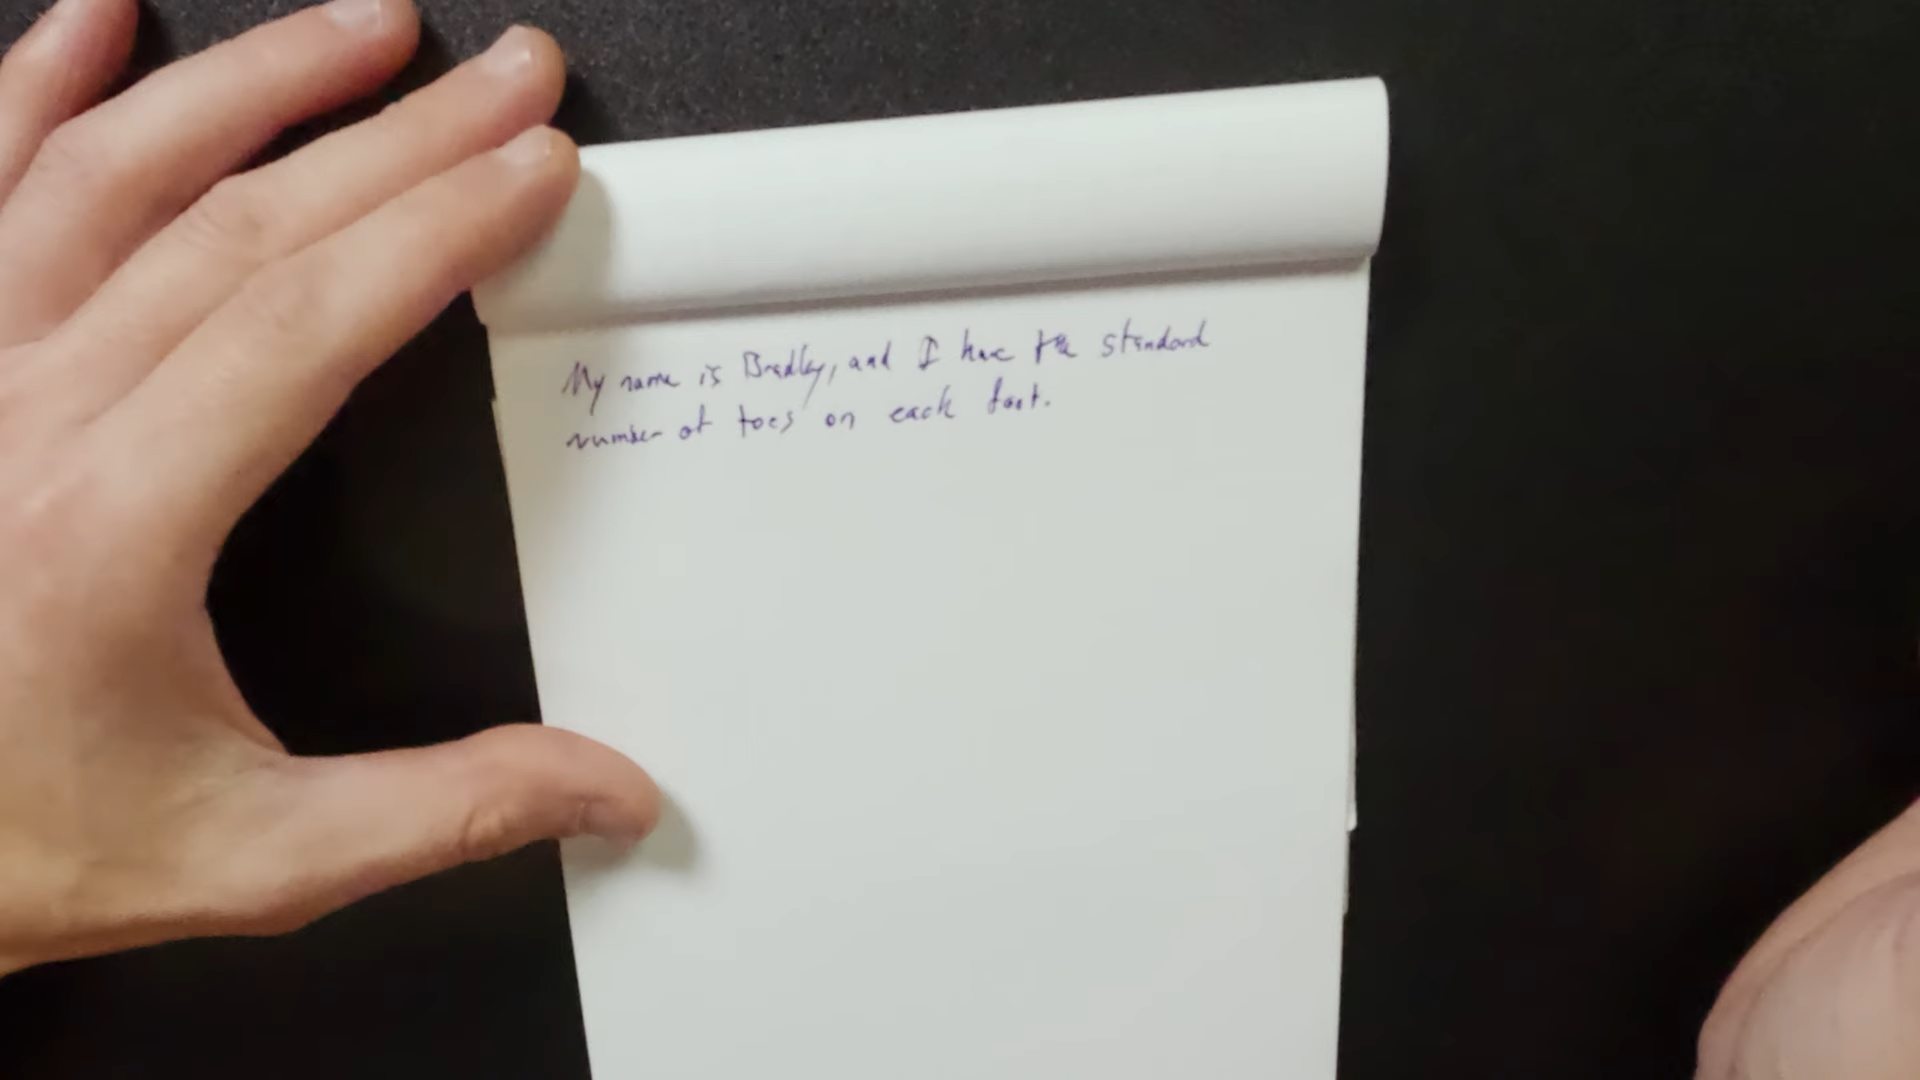 My name is Bradley, and I have the standard
number of toes on each foot.